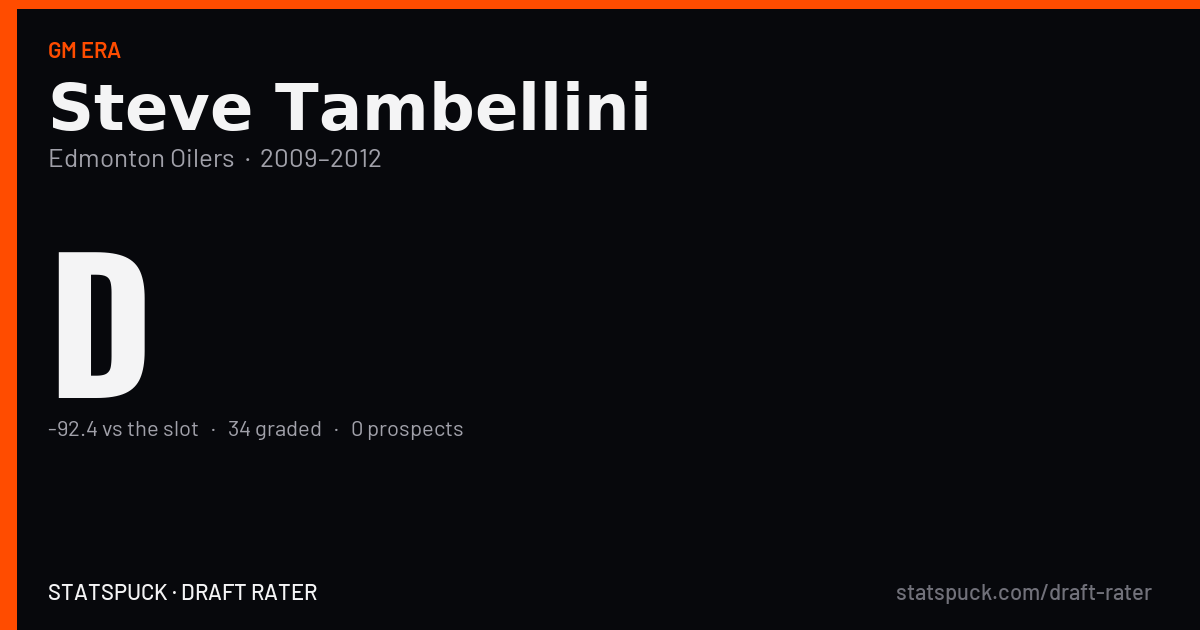 GM ERA
Steve Tambellini
Edmonton Oilers · 2009–2012
D
-92.4 vs the slot · 34 graded · 0 prospects
STATSPUCK · DRAFT RATER
statspuck.com/draft-rater